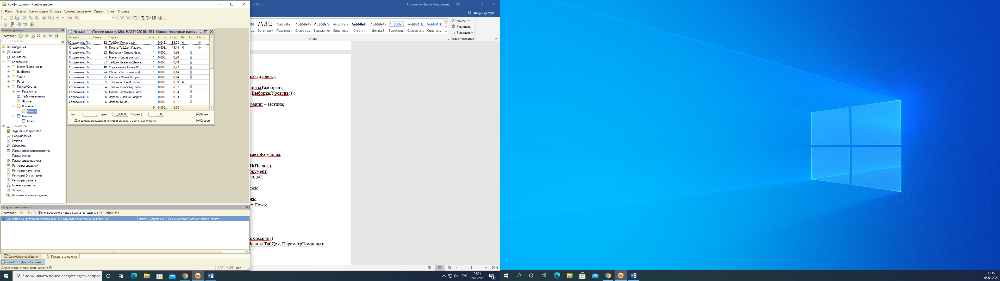 Конфигуратор - Конфигурация
Файл Правка Конфигурация Отладка Администрирование Сервис Окна Справка
Конфигурация
Действия
Поиск (Ctrl+Alt+M)
Конфигурация
Общие
Константы
Справочники
МестаДислокации
ВидВойск
Части
Роты
ЛичныйСостав
Реквизиты
Табличные части
Формы
Команды
Печать
Макеты
Печать
Документы
Журналы документов
Перечисления
Отчеты
Обработки
Планы видов характеристик
Планы счетов
Планы видов расчета
Регистры сведений
Регистры накопления
Регистры бухгалтерии
Регистры расчета
Бизнес-процессы
Задачи
Внешние источники данных
Новый1 * (Тонкий клиент: (26), MAST402C10:1561; Сервер (Файловый вариа...
Модуль Номер с... Строка Кол. В... %(Вре... Кл... Се... Обр. с...
Справочник.Ли... 12 ТабДок.Показать(); 1 0,042... 83,08
Справочник.Ли... 6 Печать(ТабДок, Парам... 1 0,006... 13,44
Справочник.Ли... 22 Выборка = Запрос.Вып... 1 0,000... 1,26
Справочник.Ли... 4 Макет = Справочники.Л... 1 0,000... 0,90
Справочник.Ли... 37 ТабДок.Вывести(Шапка... 1 0,000... 0,48
Справочник.Ли... 18 Справочники.ЛичныйСо... 1 0,000... 0,22
Справочник.Ли... 24 ОбластьЗаголовок = М... 1 0,000... 0,14
Справочник.Ли... 25 Шапка = Макет.Получит... 1 0,000... 0,14
Справочник.Ли... 5 ТабДок = Новый Табли... 1 0,000... 0,09
Справочник.Ли... 34 ТабДок.Вывести(Облас... 1 0,000... 0,07
Справочник.Ли... 36 Шапка.Параметры.Запо... 1 0,000... 0,04
Справочник.Ли... 5 Запрос = Новый Запрос; 1 0,000... 0,03
Справочник.Ли... 6 Запрос.Текст = 1 0,000... 0,01
0 0,000... 0,00
Кол. 0 Врем. 0,000000 %(Врем.) 0,00 Клиент
Для вызова процедур и функций включать время выполнения Сервер
Результаты поиска
Действия Использование в коде объекта метаданных Найдено: 1
Основная конфигурация Справочник.ЛичныйСостав.МодульМенеджера(4, 50) Макет = Справочники.ЛичныйСостав.ПолучитьМакет("Печать");
Служебные сообщения Результаты поиска
Новый1 * (Тонкий клиент: ...
Для получения подсказки нажмите F1 CAP NUM ru
- Word Грищенко Ирина Алексеевна
Общий доступ
АаБ АаБбВвГ АаБбВвГг АаБбВвГг АаБбВвГг АаБбВвГг, АаБбВвГг АаБбВвГг ААББВВГГ, ААББВВГГ,
Заголовок Подзагол... Слабое в... Выделение Сильное... Строгий Цитата 2 Выделенн... Слабая сс... Сильная...
Стили
Найти
Заменить
Выделить
Редактирование
ьЗаголовок);
Выборка);
Выборка.Уровень());
раниц = Истина;
аметрКоманды,
И(Печать)
окумент;
анды);
ожь;
жь;
= Ложь;
рКоманды)
Печать(ТабДок, ПараметрКоманды);
100 %
Чтобы начать поиск, введите здесь запрос
РУС
11:15
05.03.2021
1
11:15
05.03.2021